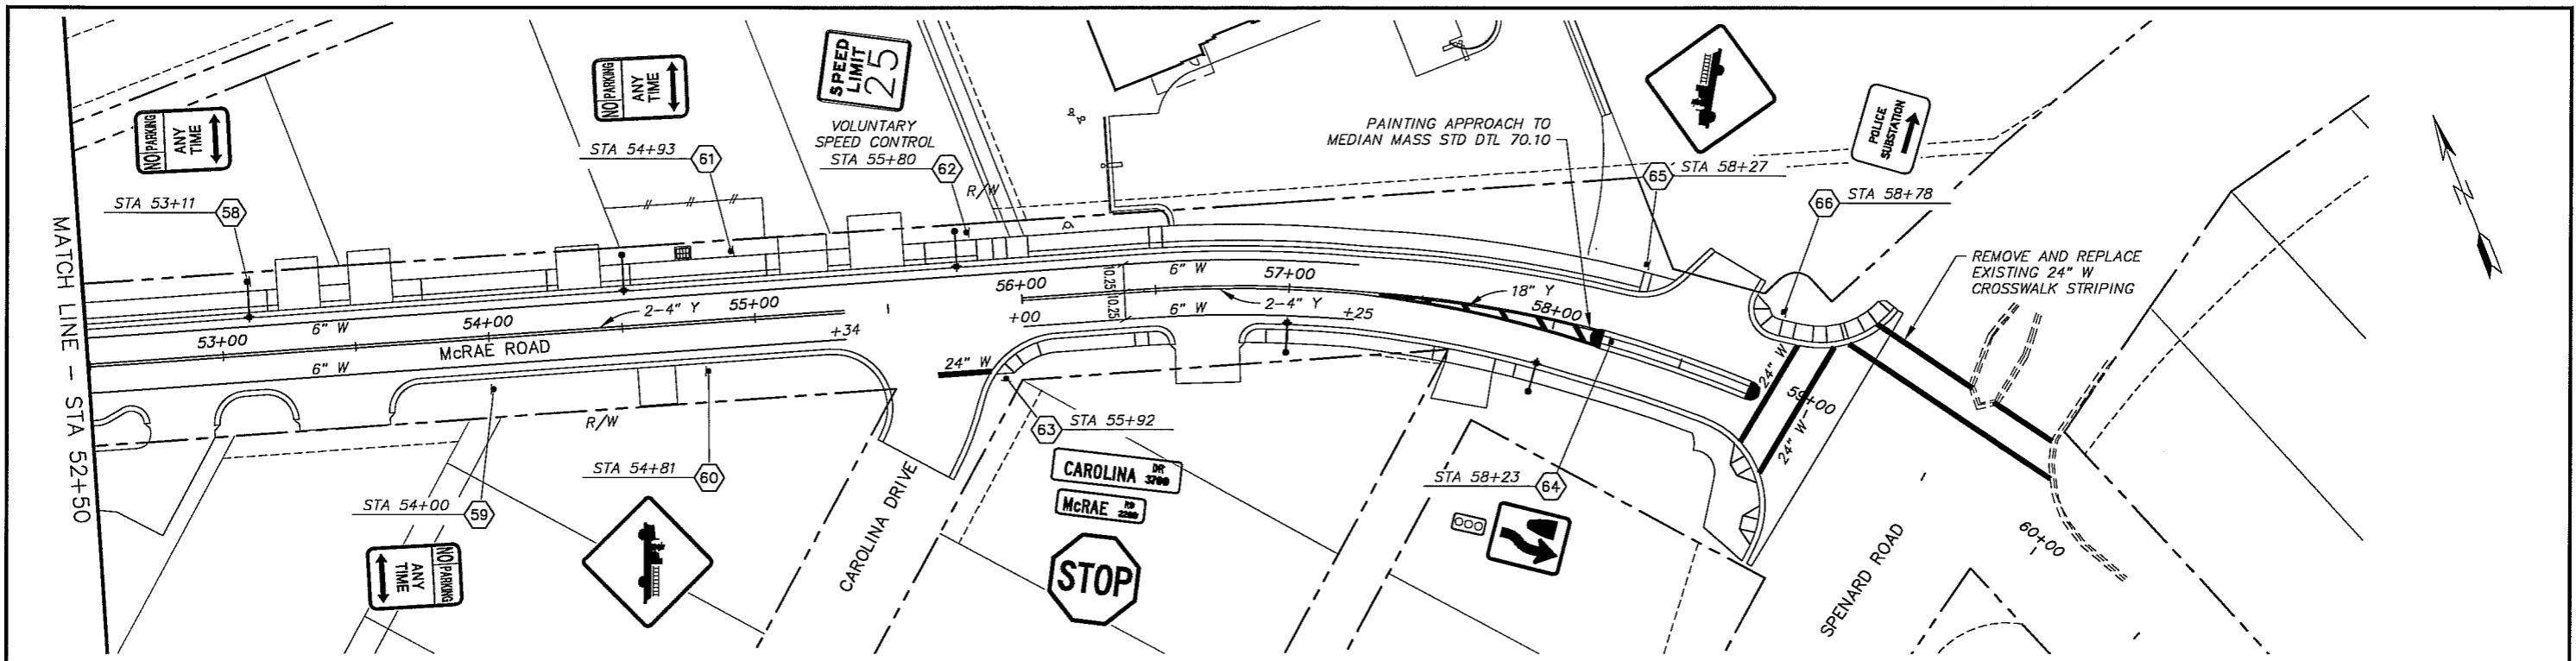 MATCH LINE - STA 52+50
NO PARKING
ANY
TIME
STA 53+11
58
NO PARKING
ANY
TIME
STA 54+93
61
SPEED
LIMIT
25
VOLUNTARY
SPEED CONTROL
STA 55+80
62
R/W
PAINTING APPROACH TO
MEDIAN MASS STD DTL 70.10
65
STA 58+27
POLICE
SUBSTATION
66
STA 58+78
REMOVE AND REPLACE
EXISTING 24" W
CROSSWALK STRIPING
N
53+00
6" W
54+00
2-4" Y
55+00
+34
McRAE ROAD
6" W
56+00
+00
10.25'
10.25'
6" W
57+00
6" W
2-4" Y
+25
18" Y
58+00
24" W
59+00
24" W
60+00
R/W
24" W
63
STA 55+92
STA 54+81
60
STA 54+00
59
NO PARKING
ANY
TIME
CAROLINA DRIVE
CAROLINA DR 3700
McRAE RD
STOP
STA 58+23
64
SPENARD ROAD